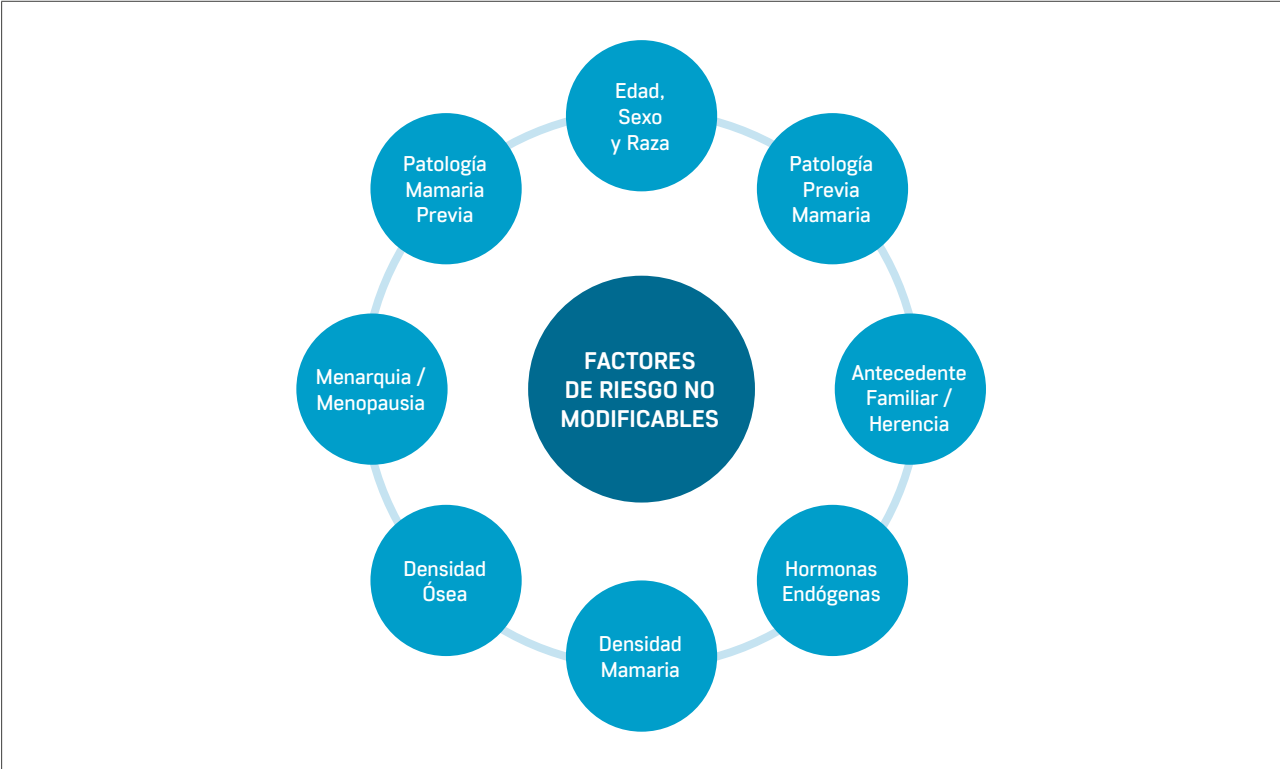 Edad,
Sexo
y Raza
Patología
Previa
Mamaria
Antecedente
Familiar /
Herencia
Hormonas
Endógenas
Densidad
Mamaria
Densidad
Ósea
Menarquia /
Menopausia
Patología
Mamaria
Previa
FACTORES
DE RIESGO NO
MODIFICABLES